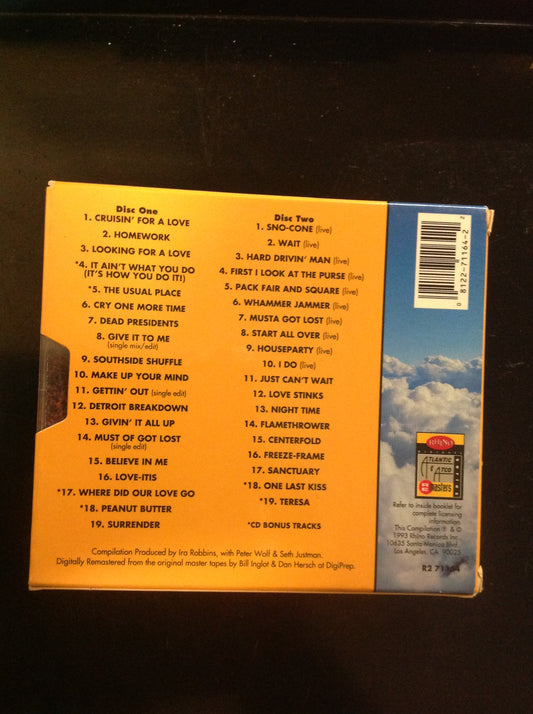 Disc One
1. CRUISIN' FOR A LOVE
2. HOMEWORK
3. LOOKING FOR A LOVE
*4. IT AIN'T WHAT YOU DO
(IT'S HOW YOU DO IT!)
*5. THE USUAL PLACE
6. CRY ONE MORE TIME
7. DEAD PRESIDENTS
8. GIVE IT TO ME
(single mix/edit)
9. SOUTHSIDE SHUFFLE
10. MAKE UP YOUR MIND
11. GETTIN' OUT (single edit)
12. DETROIT BREAKDOWN
13. GIVIN' IT ALL UP
14. MUST OF GOT LOST
(single edit)
15. BELIEVE IN ME
16. LOVE-ITIS
*17. WHERE DID OUR LOVE GO
*18. PEANUT BUTTER
19. SURRENDER
Disc Two
1. SNO-CONE (live)
2. WAIT (live)
3. HARD DRIVIN' MAN (live)
4. FIRST I LOOK AT THE PURSE (live)
5. PACK FAIR AND SQUARE (live)
6. WHAMMER JAMMER (live)
7. MUSTA GOT LOST (live)
8. START ALL OVER (live)
9. HOUSEPARTY (live)
10. I DO (live)
11. JUST CAN'T WAIT
12. LOVE STINKS
13. NIGHT TIME
14. FLAMETHROWER
15. CENTERFOLD
16. FREEZE-FRAME
17. SANCTUARY
*18. ONE LAST KISS
*19. TERESA
*CD BONUS TRACKS
Compilation Produced by Ira Robbins, with Peter Wolf & Seth Justman.
Digitally Remastered from the original master tapes by Bill Inglot & Dan Hersch at DigiPrep.
0 8122-71164-2 2
RHINO
PRESENTS
ATLANTIC
& ATCO
Remasters
SERIES
Refer to inside booklet for
complete licensing
information.
This Compilation ℗ & ©
1993 Rhino Records Inc.
10635 Santa Monica Blvd.,
Los Angeles, CA 90025
R2 71164